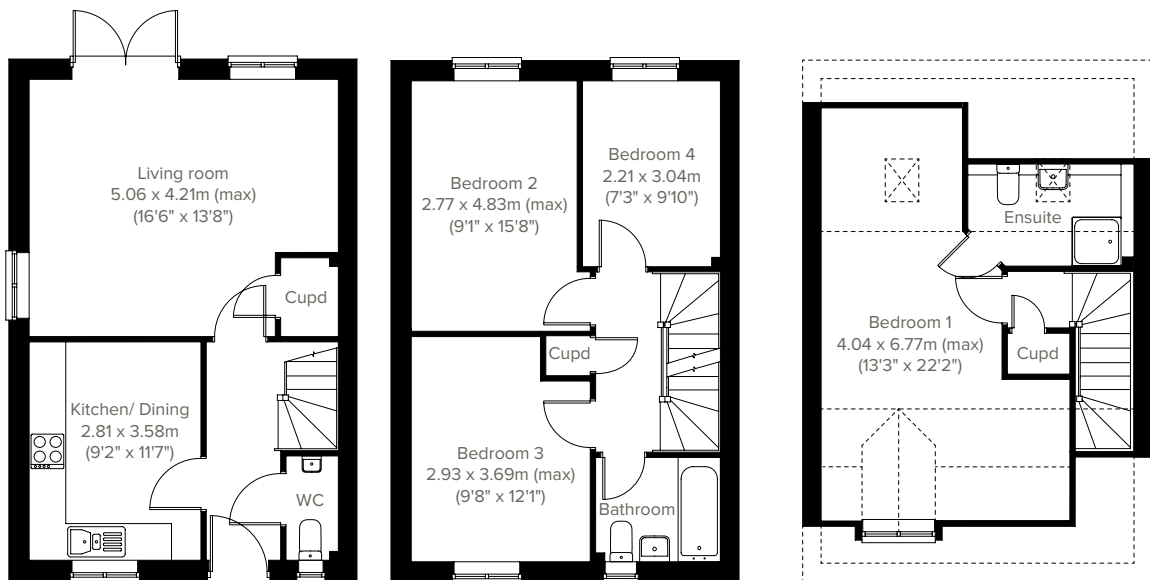 Living room
5.06 x 4.21m (max)
(16'6" x 13'8")
Cupd
Kitchen/ Dining
2.81 x 3.58m
(9'2" x 11'7")
WC
Bedroom 2
2.77 x 4.83m (max)
(9'1" x 15'8")
Bedroom 4
2.21 x 3.04m
(7'3" x 9'10")
Cupd
Bedroom 3
2.93 x 3.69m (max)
(9'8" x 12'1")
Bathroom
Ensuite
Bedroom 1
4.04 x 6.77m (max)
(13'3" x 22'2")
Cupd